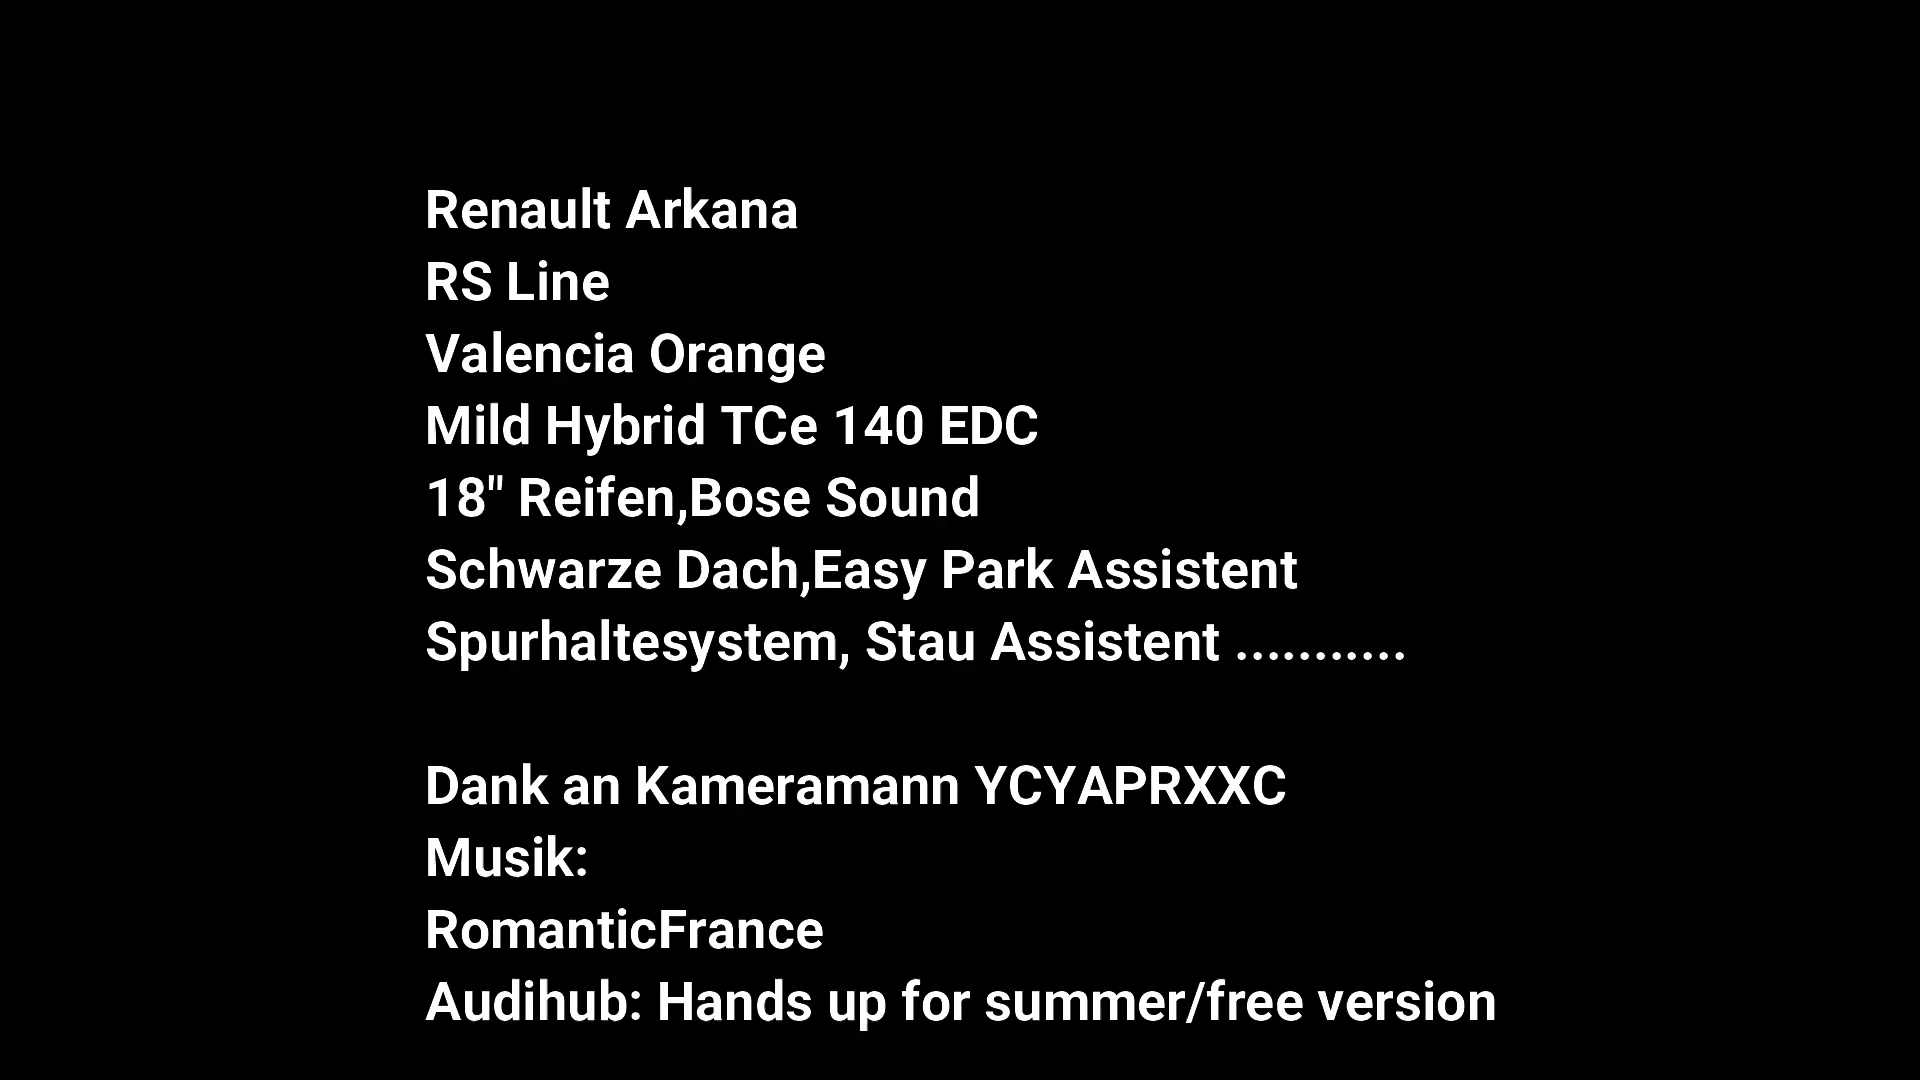 Renault Arkana
RS Line
Valencia Orange
Mild Hybrid TCe 140 EDC
18" Reifen,Bose Sound
Schwarze Dach,Easy Park Assistent
Spurhaltesystem, Stau Assistent ...........
Dank an Kameramann YCYAPRXXC
Musik:
RomanticFrance
Audihub: Hands up for summer/free version